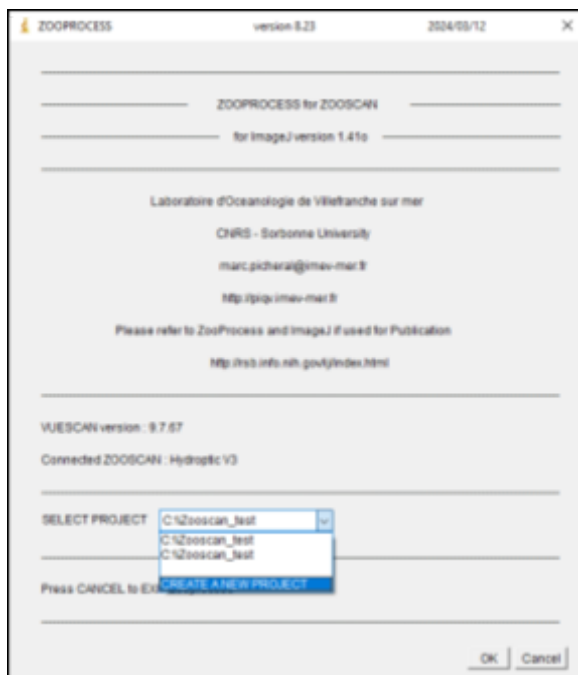 ZOOPROCESS version 8.23 2024/03/12
ZOOPROCESS for ZOOSCAN
for ImageJ version 1.41o
Laboratoire d'Oceanologie de Villefranche sur mer
CNRS - Sorbonne University
marc.picheral@imev-mer.fr
http://piqv.imev-mer.fr
Please refer to ZooProcess and ImageJ if used for Publication
http://rsb.info.nih.gov/ij/index.html
VUESCAN version : 9.7.67
Connected ZOOSCAN : Hydroptic V3
SELECT PROJECT C:\Zooscan_test
C:\Zooscan_test
C:\Zooscan_test
CREATE A NEW PROJECT
Press CANCEL to
OK Cancel